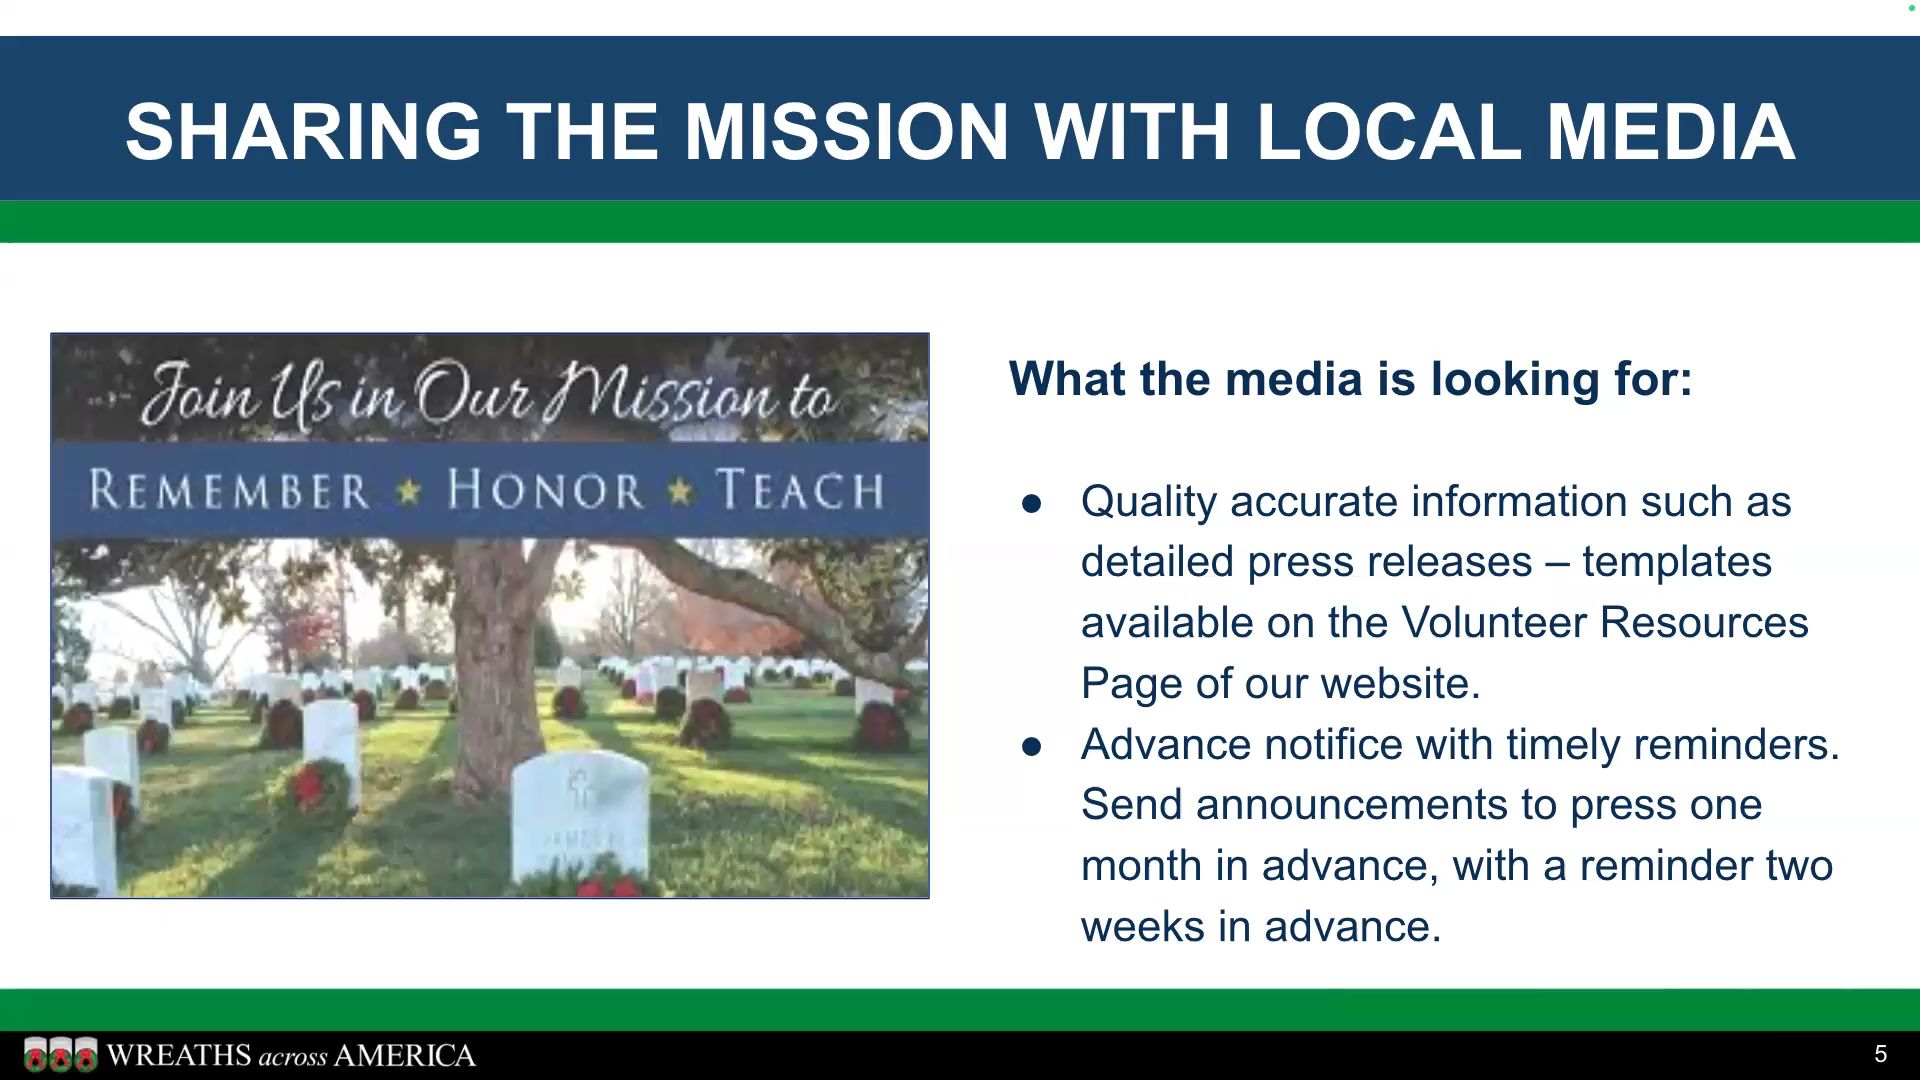 SHARING THE MISSION WITH LOCAL MEDIA
Join Us in Our Mission to
REMEMBER ★ HONOR ★ TEACH
What the media is looking for:
● Quality accurate information such as
detailed press releases – templates
available on the Volunteer Resources
Page of our website.
● Advance notifice with timely reminders.
Send announcements to press one
month in advance, with a reminder two
weeks in advance.
WREATHS across AMERICA
5